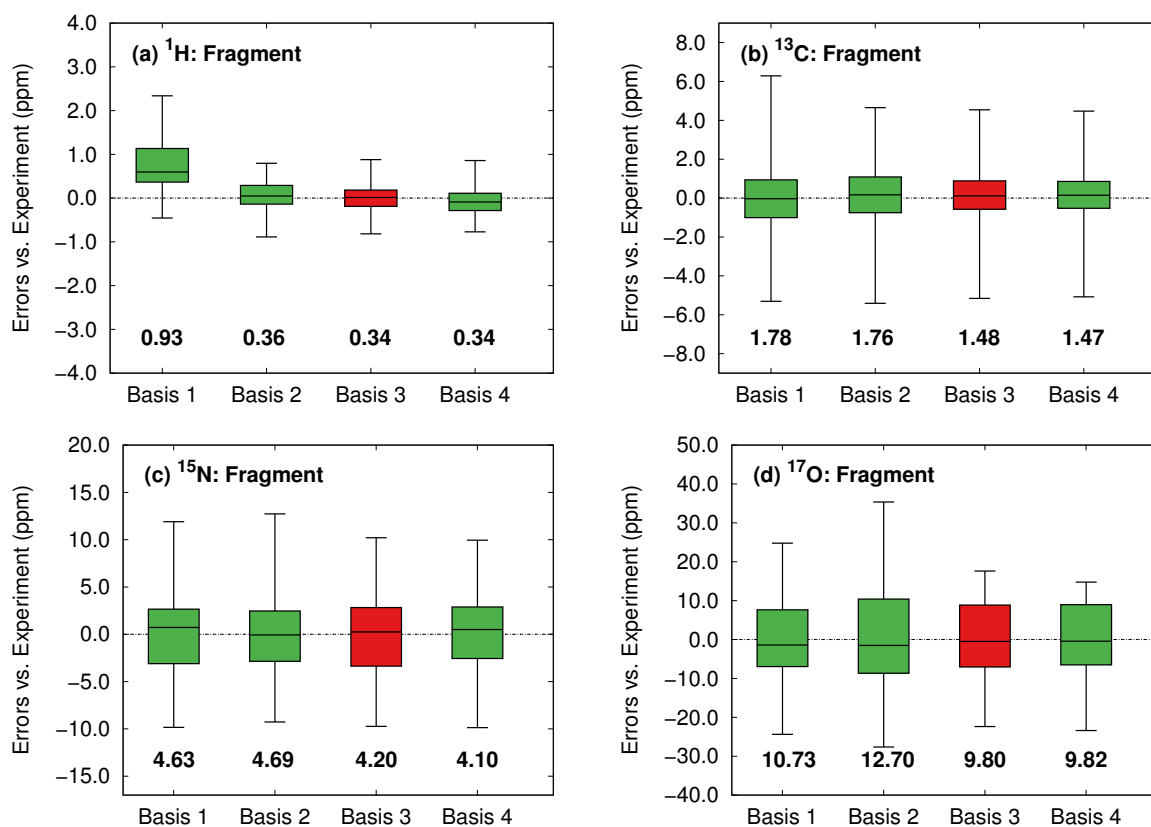 (a) ¹H: Fragment
Errors vs. Experiment (ppm)
4.0
3.0
2.0
1.0
0.0
−1.0
−2.0
−3.0
−4.0
0.93 0.36 0.34 0.34
Basis 1 Basis 2 Basis 3 Basis 4
(b) ¹³C: Fragment
Errors vs. Experiment (ppm)
8.0
6.0
4.0
2.0
0.0
−2.0
−4.0
−6.0
−8.0
1.78 1.76 1.48 1.47
Basis 1 Basis 2 Basis 3 Basis 4
(c) ¹⁵N: Fragment
Errors vs. Experiment (ppm)
20.0
15.0
10.0
5.0
0.0
−5.0
−10.0
−15.0
4.63 4.69 4.20 4.10
Basis 1 Basis 2 Basis 3 Basis 4
(d) ¹⁷O: Fragment
Errors vs. Experiment (ppm)
50.0
40.0
30.0
20.0
10.0
0.0
−10.0
−20.0
−30.0
−40.0
10.73 12.70 9.80 9.82
Basis 1 Basis 2 Basis 3 Basis 4